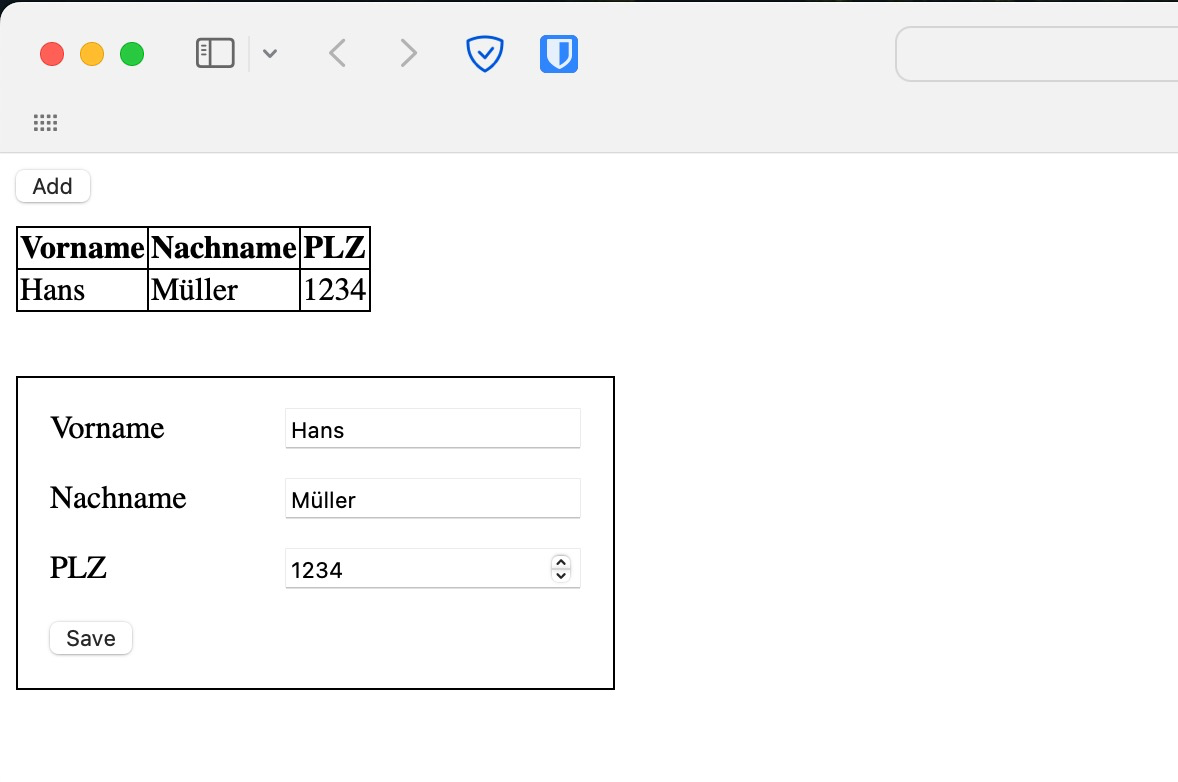 Add
Vorname Nachname PLZ
Hans Müller 1234
Vorname Hans
Nachname Müller
PLZ 1234
Save